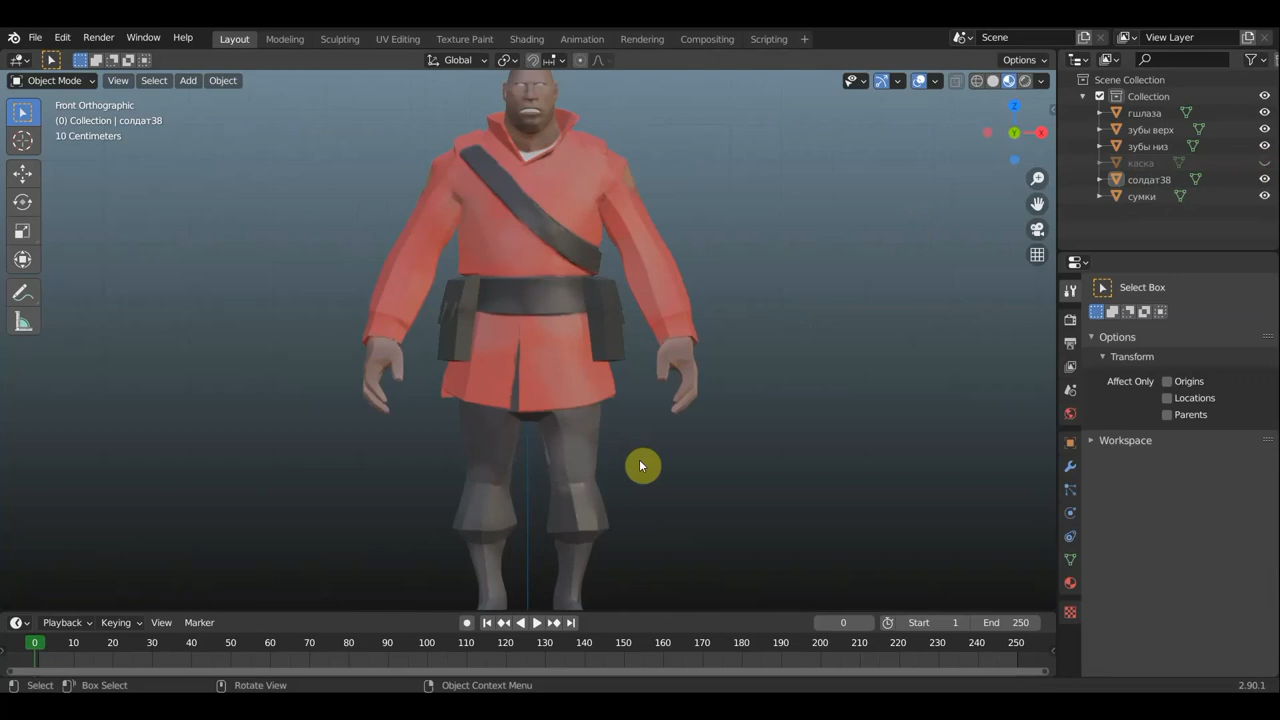 File Edit Render Window Help Layout Modeling Sculpting UV Editing Texture Paint Shading Animation Rendering Compositing Scripting + Scene View Layer
Global Options
Object Mode View Select Add Object
Front Orthographic
(0) Collection | солдат38
10 Centimeters
X
Y
Z
Scene Collection
Collection
гшлаза
зубы верх
зубы низ
каска
солдат38
сумки
Select Box
Options
Transform
Affect Only Origins
Locations
Parents
Workspace
Playback Keying View Marker 0 Start 1 End 250
0 10 20 30 40 50 60 70 80 90 100 110 120 130 140 150 160 170 180 190 200 210 220 230 240 250
Select Box Select Rotate View Object Context Menu 2.90.1